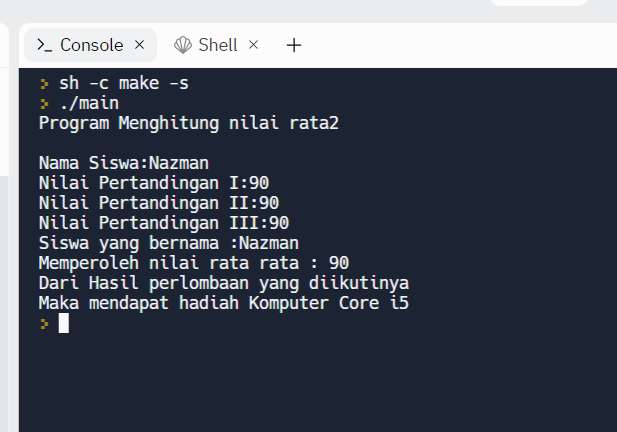 >_ Console × Shell × +
> sh -c make -s
> ./main
Program Menghitung nilai rata2
Nama Siswa:Nazman
Nilai Pertandingan I:90
Nilai Pertandingan II:90
Nilai Pertandingan III:90
Siswa yang bernama :Nazman
Memperoleh nilai rata rata : 90
Dari Hasil perlombaan yang diikutinya
Maka mendapat hadiah Komputer Core i5
>